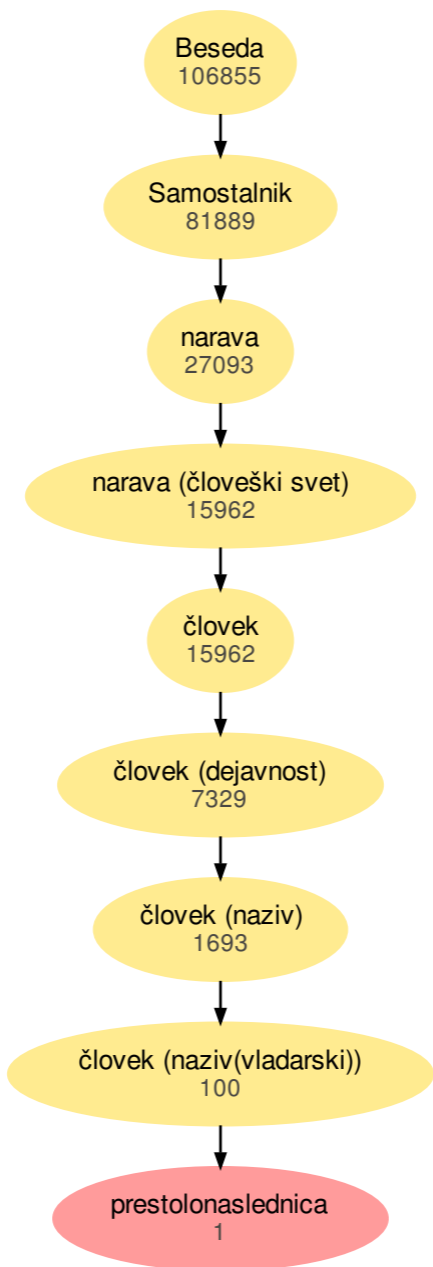 Beseda
106855
Samostalnik
81889
narava
27093
narava (človeški svet)
15962
človek
15962
človek (dejavnost)
7329
človek (naziv)
1693
človek (naziv(vladarski))
100
prestolonaslednica
1